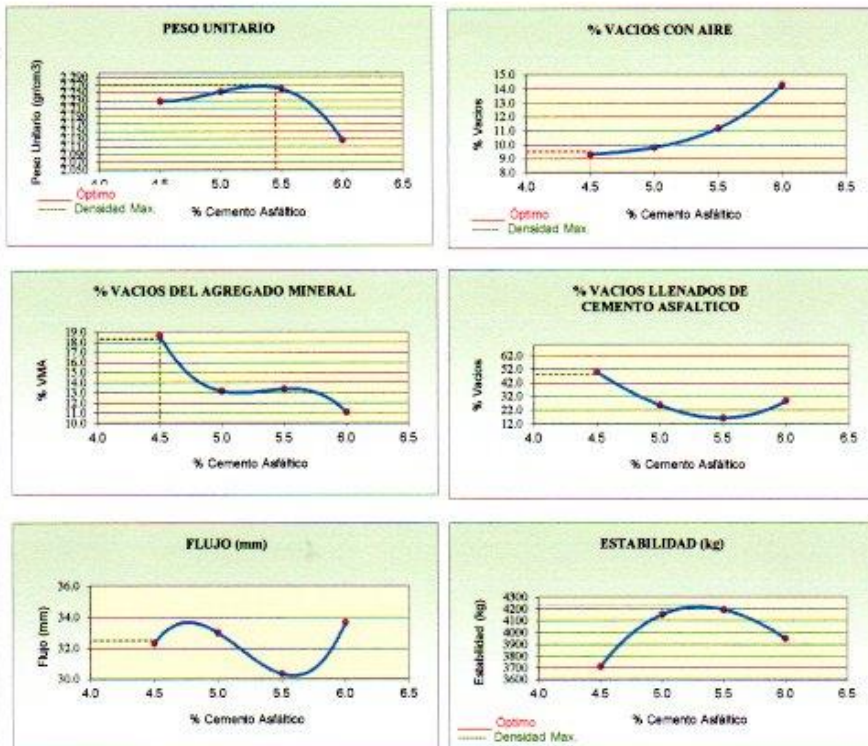 PESO UNITARIO
Peso Unitario (gr/cm3)
4.0 4.5 5.0 5.5 6.0 6.5
Óptimo
Densidad Max.
% Cemento Asfáltico
% VACIOS CON AIRE
% Vacios
15.0
14.0
13.0
12.0
11.0
10.0
9.0
8.0
4.0 4.5 5.0 5.5 6.0 6.5
Óptimo
Densidad Max.
% Cemento Asfáltico
% VACIOS DEL AGREGADO MINERAL
% VMA
19.0
18.0
17.0
16.0
15.0
14.0
13.0
12.0
11.0
4.0 4.5 5.0 5.5 6.0 6.5
% Cemento Asfáltico
% VACIOS LLENADOS DE
CEMENTO ASFALTICO
% Vacios
62.0
52.0
42.0
32.0
22.0
12.0
4.0 4.5 5.0 5.5 6.0 6.5
% Cemento Asfáltico
FLUJO (mm)
Flujo (mm)
36.0
34.0
32.0
30.0
4.0 4.5 5.0 5.5 6.0 6.5
% Cemento Asfáltico
ESTABILIDAD (kg)
Estabilidad (kg)
4300
4200
4100
4000
3900
3800
3700
3600
4.0 4.5 5.0 5.5 6.0 6.5
Óptimo
Densidad Max.
% Cemento Asfáltico